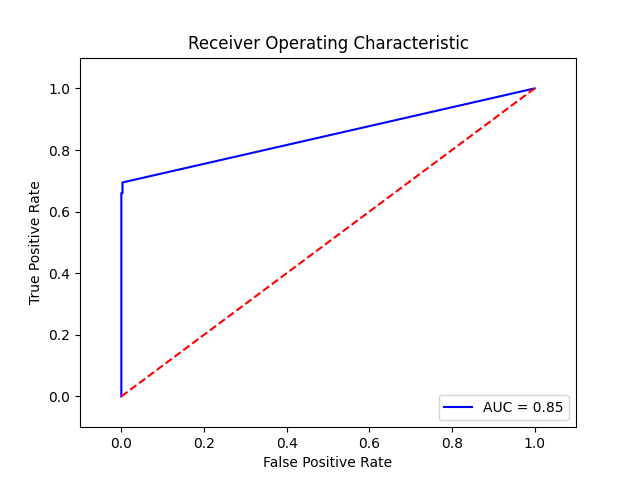 Receiver Operating Characteristic
True Positive Rate
1.0
0.8
0.6
0.4
0.2
0.0
AUC = 0.85
0.0 0.2 0.4 0.6 0.8 1.0
False Positive Rate